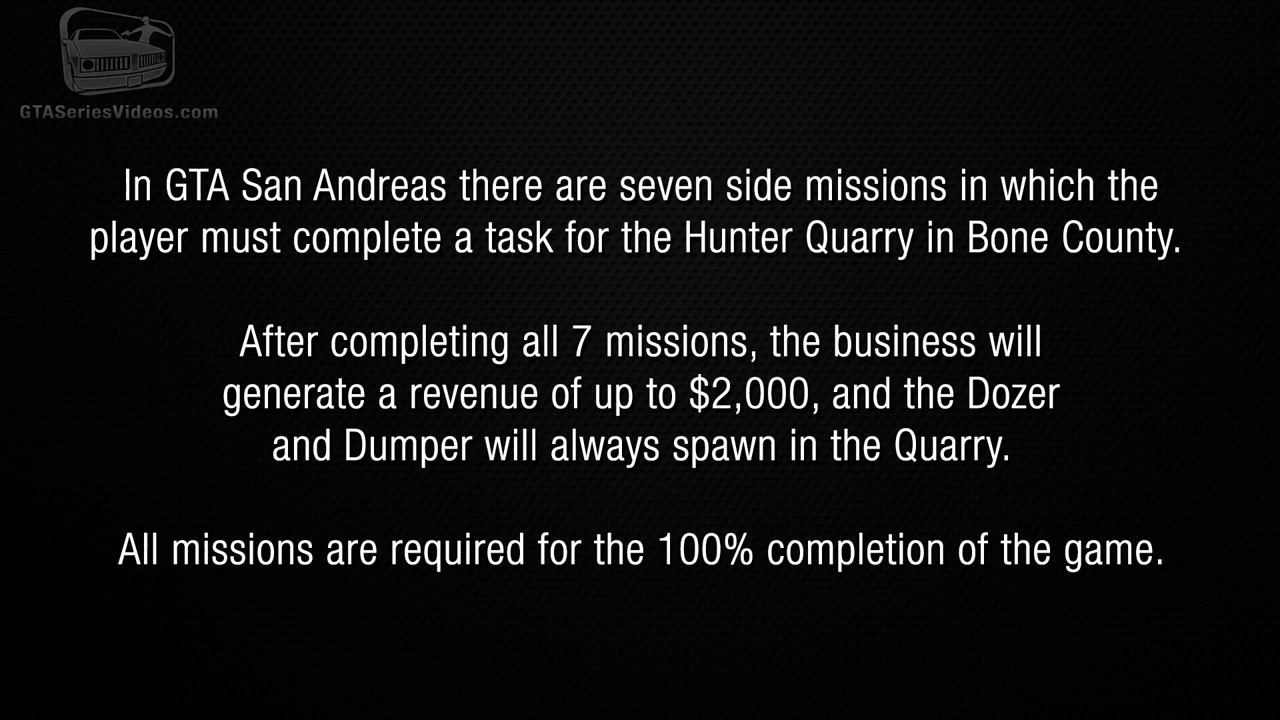 GTASeriesVideos.com
In GTA San Andreas there are seven side missions in which the
player must complete a task for the Hunter Quarry in Bone County.
After completing all 7 missions, the business will
generate a revenue of up to $2,000, and the Dozer
and Dumper will always spawn in the Quarry.
All missions are required for the 100% completion of the game.